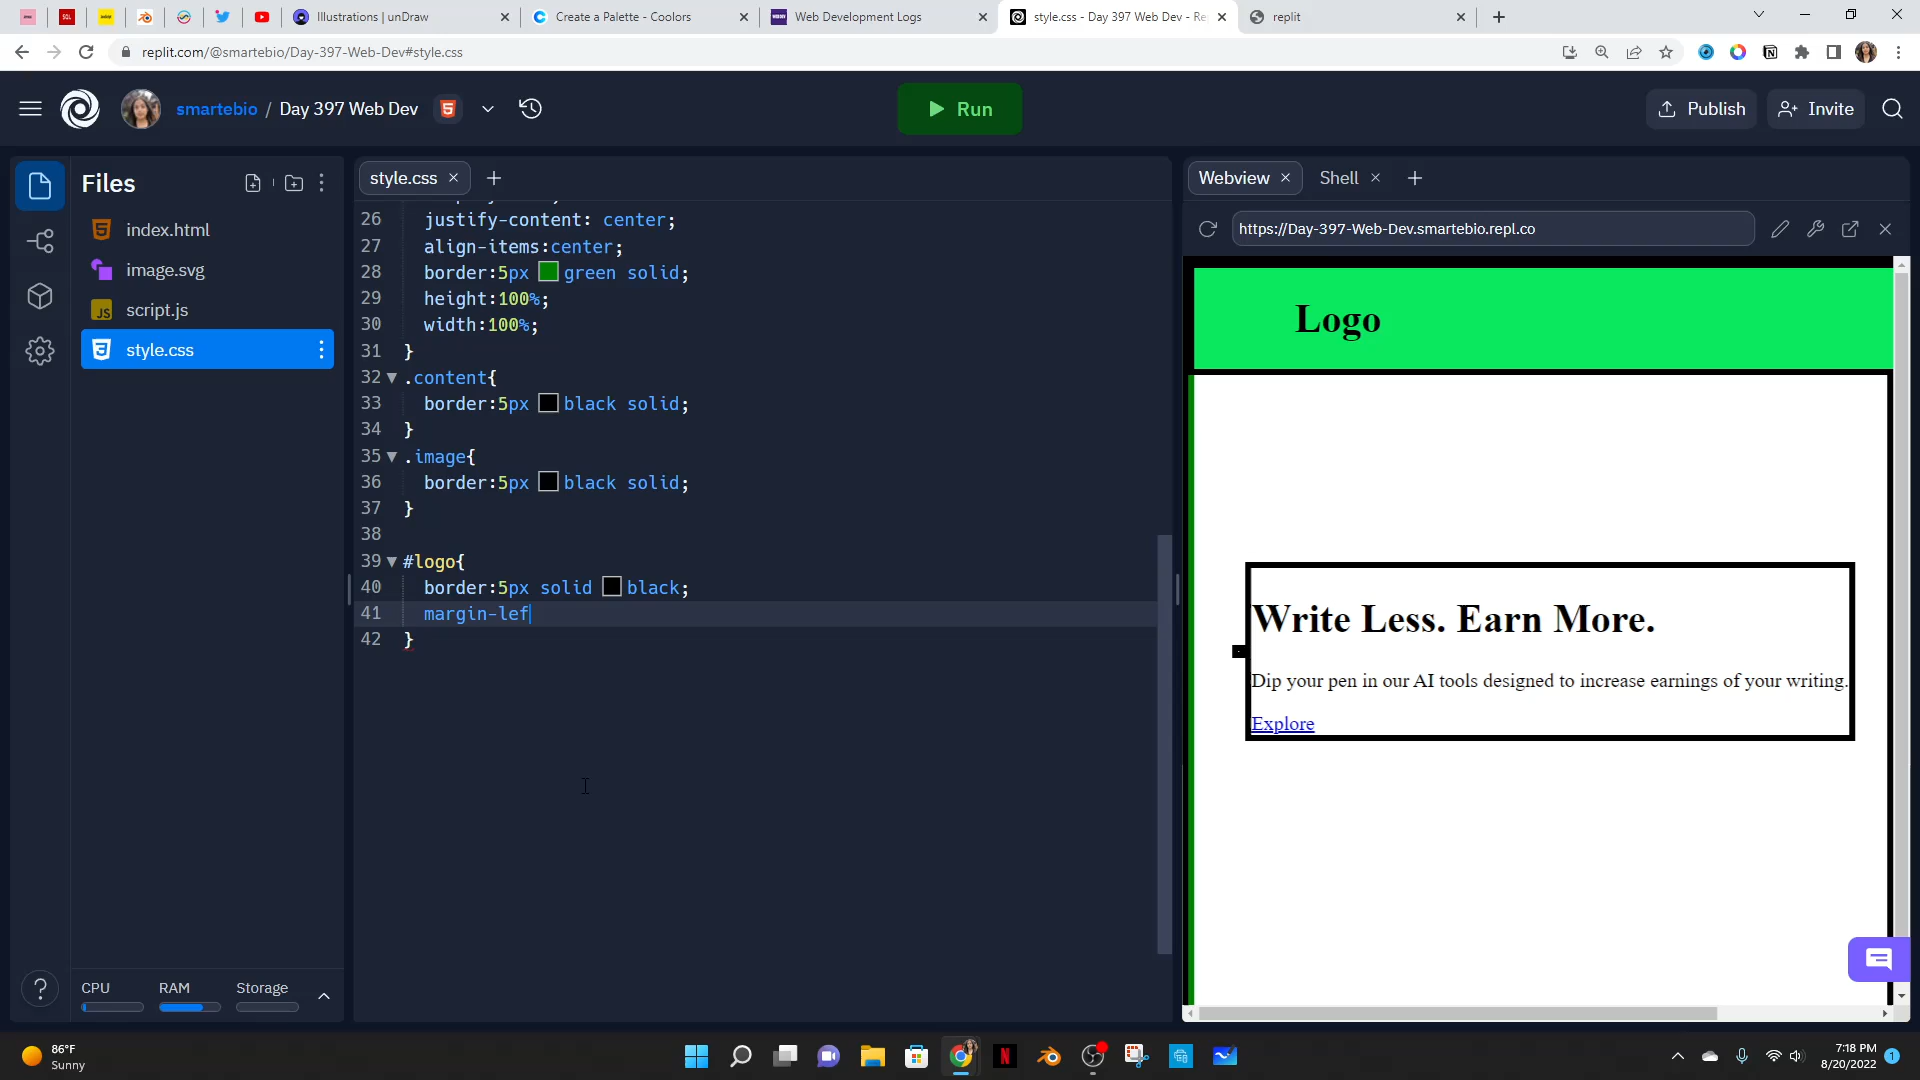 SQL
Illustrations | unDraw
Create a Palette - Coolors
Web Development Logs
style.css - Day 397 Web Dev - Re
replit
replit.com/@smartebio/Day-397-Web-Dev#style.css
smartebio / Day 397 Web Dev
Run
Publish
Invite
Files
style.css
Webview
Shell
https://Day-397-Web-Dev.smartebio.repl.co
index.html
image.svg
JS script.js
style.css
26 justify-content: center;
27 align-items:center;
28 border:5px green solid;
29 height:100%;
30 width:100%;
31 }
32 .content{
33 border:5px black solid;
34 }
35 .image{
36 border:5px black solid;
37 }
38
39 #logo{
40 border:5px solid black;
41 margin-lef
42 }
Logo
Write Less. Earn More.
Dip your pen in our AI tools designed to increase earnings of your writing.
Explore
?
CPU
RAM
Storage
86°F
Sunny
N
7:18 PM
8/20/2022
1